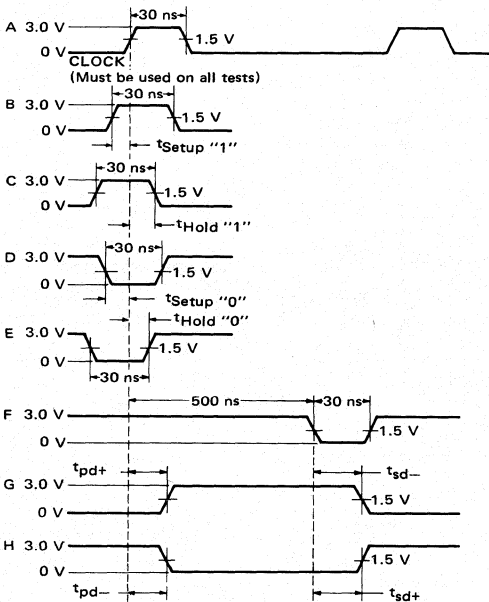 30 ns
A 3.0 V
1.5 V
0 V
CLOCK
(Must be used on all tests)
B 3.0 V
30 ns
1.5 V
0 V
tSetup "1"
C 3.0 V
30 ns
1.5 V
0 V
tHold "1"
D 3.0 V
30 ns
1.5 V
0 V
tSetup "0"
tHold "0"
E 3.0 V
1.5 V
0 V
30 ns
500 ns
30 ns
F 3.0 V
1.5 V
0 V
tpd+
tsd−
G 3.0 V
1.5 V
0 V
H 3.0 V
1.5 V
0 V
tpd−
tsd+